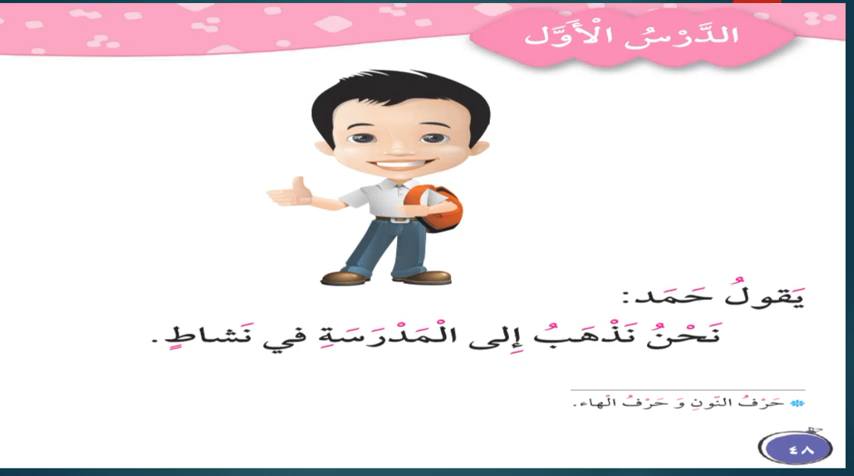 الدَّرْسُ الْأَوَّل
يَقولُ حَمَد:
نَحْنُ نَذْهَبُ إِلى الْمَدْرَسَةِ في نَشاطٍ.
* حَرْفُ النّونِ وَ حَرْفُ الْهاء.
٤٨